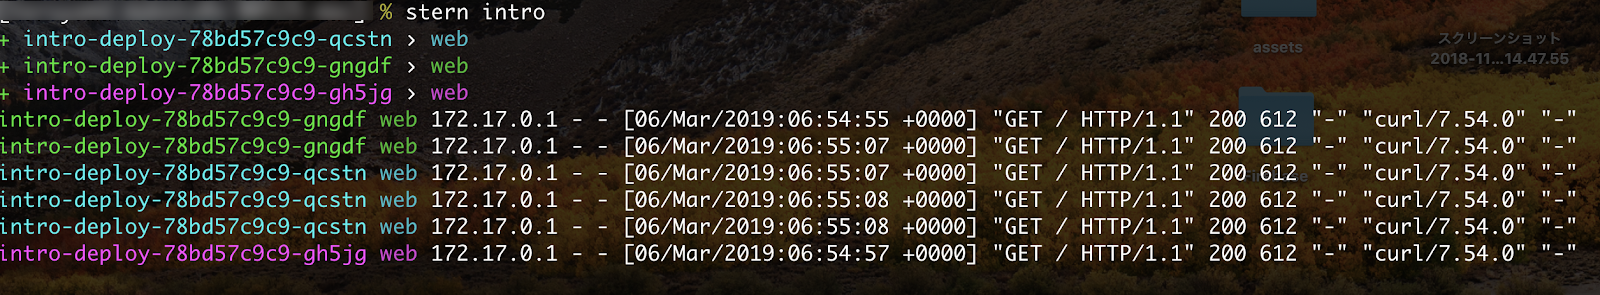 % stern intro
+ intro-deploy-78bd57c9c9-qcstn › web
+ intro-deploy-78bd57c9c9-gngdf › web
+ intro-deploy-78bd57c9c9-gh5jg › web
intro-deploy-78bd57c9c9-gngdf web 172.17.0.1 - - [06/Mar/2019:06:54:55 +0000] "GET / HTTP/1.1" 200 612 "-" "curl/7.54.0" "-"
intro-deploy-78bd57c9c9-gngdf web 172.17.0.1 - - [06/Mar/2019:06:55:07 +0000] "GET / HTTP/1.1" 200 612 "-" "curl/7.54.0" "-"
intro-deploy-78bd57c9c9-qcstn web 172.17.0.1 - - [06/Mar/2019:06:55:07 +0000] "GET / HTTP/1.1" 200 612 "-" "curl/7.54.0" "-"
intro-deploy-78bd57c9c9-qcstn web 172.17.0.1 - - [06/Mar/2019:06:55:08 +0000] "GET / HTTP/1.1" 200 612 "-" "curl/7.54.0" "-"
intro-deploy-78bd57c9c9-qcstn web 172.17.0.1 - - [06/Mar/2019:06:55:08 +0000] "GET / HTTP/1.1" 200 612 "-" "curl/7.54.0" "-"
intro-deploy-78bd57c9c9-gh5jg web 172.17.0.1 - - [06/Mar/2019:06:54:57 +0000] "GET / HTTP/1.1" 200 612 "-" "curl/7.54.0" "-"
assets
スクリーンショット
2018-11...14.47.55